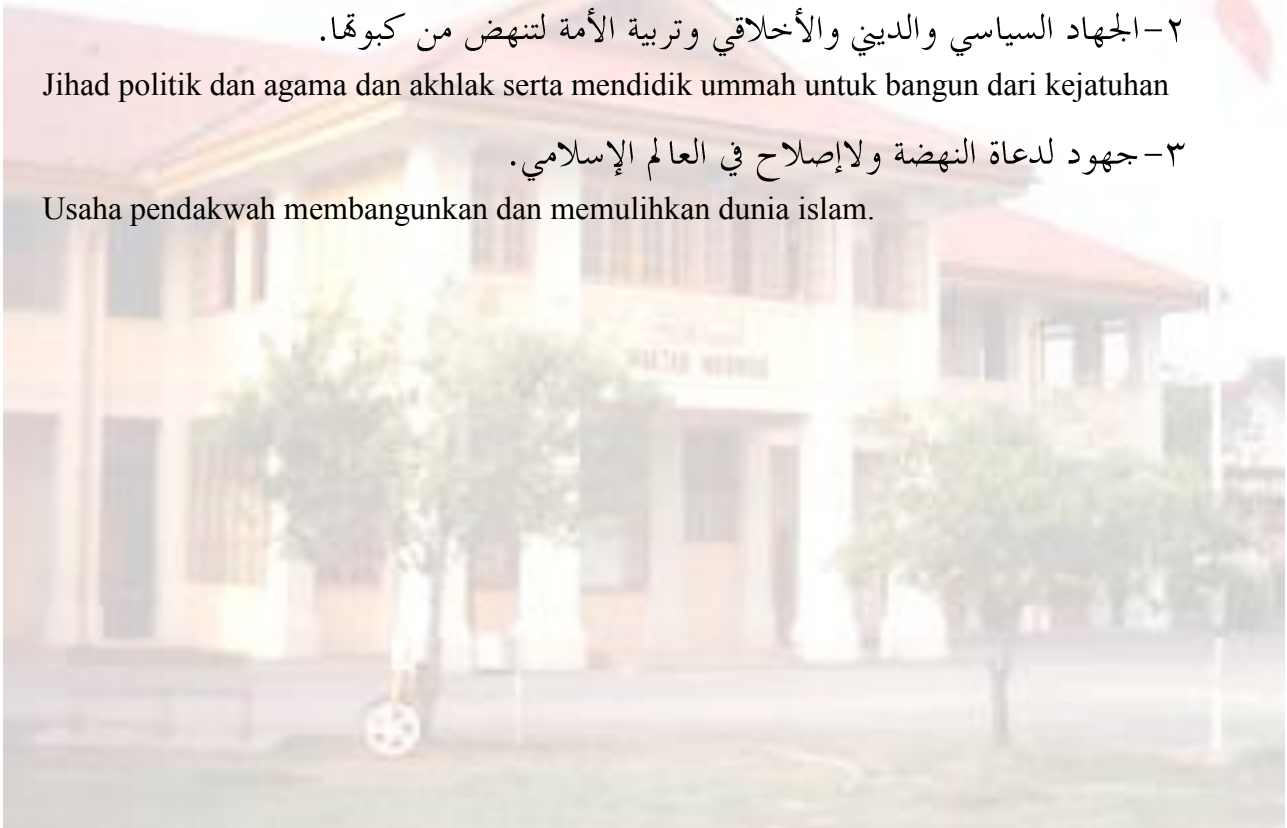 ٢-الجهاد السياسي والديني والأخلاقي وتربية الأمة لتنهض من كبوتها.
Jihad politik dan agama dan akhlak serta mendidik ummah untuk bangun dari kejatuhan
٣-جهود لدعاة النهضة ولاإصلاح في العالم الإسلامي.
Usaha pendakwah membangunkan dan memulihkan dunia islam.